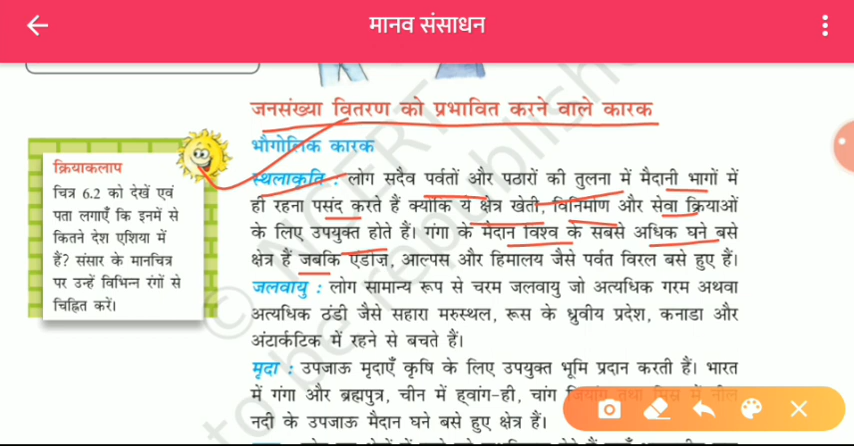 मानव संसाधन
जनसंख्या वितरण को प्रभावित करने वाले कारक
भौगोलिक कारक
स्थलाकृति : लोग सदैव पर्वतों और पठारों की तुलना में मैदानी भागों में
ही रहना पसंद करते हैं क्योंकि ये क्षेत्र खेती, विनिर्माण और सेवा क्रियाओं
के लिए उपयुक्त होते हैं। गंगा के मैदान विश्व के सबसे अधिक घने बसे
क्षेत्र हैं जबकि एंडीज, आल्पस और हिमालय जैसे पर्वत विरल बसे हुए हैं।
जलवायु : लोग सामान्य रूप से चरम जलवायु जो अत्यधिक गरम अथवा
अत्यधिक ठंडी जैसे सहारा मरुस्थल, रूस के ध्रुवीय प्रदेश, कनाडा और
अंटार्कटिक में रहने से बचते हैं।
मृदा : उपजाऊ मृदाएँ कृषि के लिए उपयुक्त भूमि प्रदान करती हैं। भारत
में गंगा और ब्रह्मपुत्र, चीन में ह्वांग-ही, चांग जियांग तथा मिस्र में नील
नदी के उपजाऊ मैदान घने बसे हुए क्षेत्र हैं।
क्रियाकलाप
चित्र 6.2 को देखें एवं
पता लगाएँ कि इनमें से
कितने देश एशिया में
हैं? संसार के मानचित्र
पर उन्हें विभिन्न रंगों से
चिह्नित करें।
© NCERT